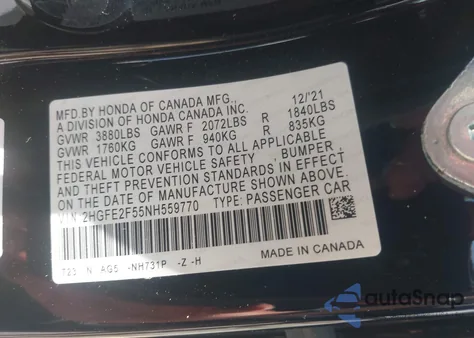 MFD.BY HONDA OF CANADA MFG., 12/'21
A DIVISION OF HONDA CANADA INC.
GVWR 3880LBS GAWR F 2072LBS R 1840LBS
GVWR 1760KG GAWR F 940KG R 835KG
THIS VEHICLE CONFORMS TO ALL APPLICABLE
FEDERAL MOTOR VEHICLE SAFETY , BUMPER ,
AND THEFT PREVENTION STANDARDS IN EFFECT
ON THE DATE OF MANUFACTURE SHOWN ABOVE
V.I.N. 2HGFE2F55NH559770 TYPE: PASSENGER CAR
723 N AG5 -NH731P -Z -H
MADE IN CANADA
autoSnap